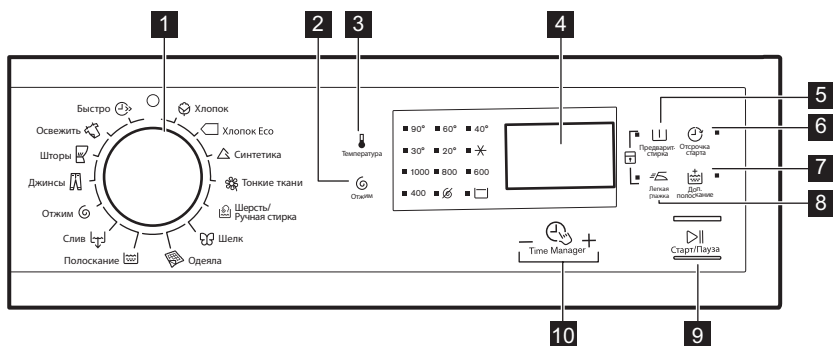 1
2
3
4
5
6
7
8
9
10
Быстро
Освежить
Шторы
Джинсы
Отжим
Слив
Полоскание
Хлопок
Хлопок Eco
Синтетика
Тонкие ткани
Шерсть/
Ручная стирка
Шелк
Одеяла
Температура
Отжим
90° 60° 40°
30° 20°
1000 800 600
400
Предварит.
стирка
Отсрочка
старта
Легкая
глажка
Доп.
полоскание
Time Manager
Старт/Пауза